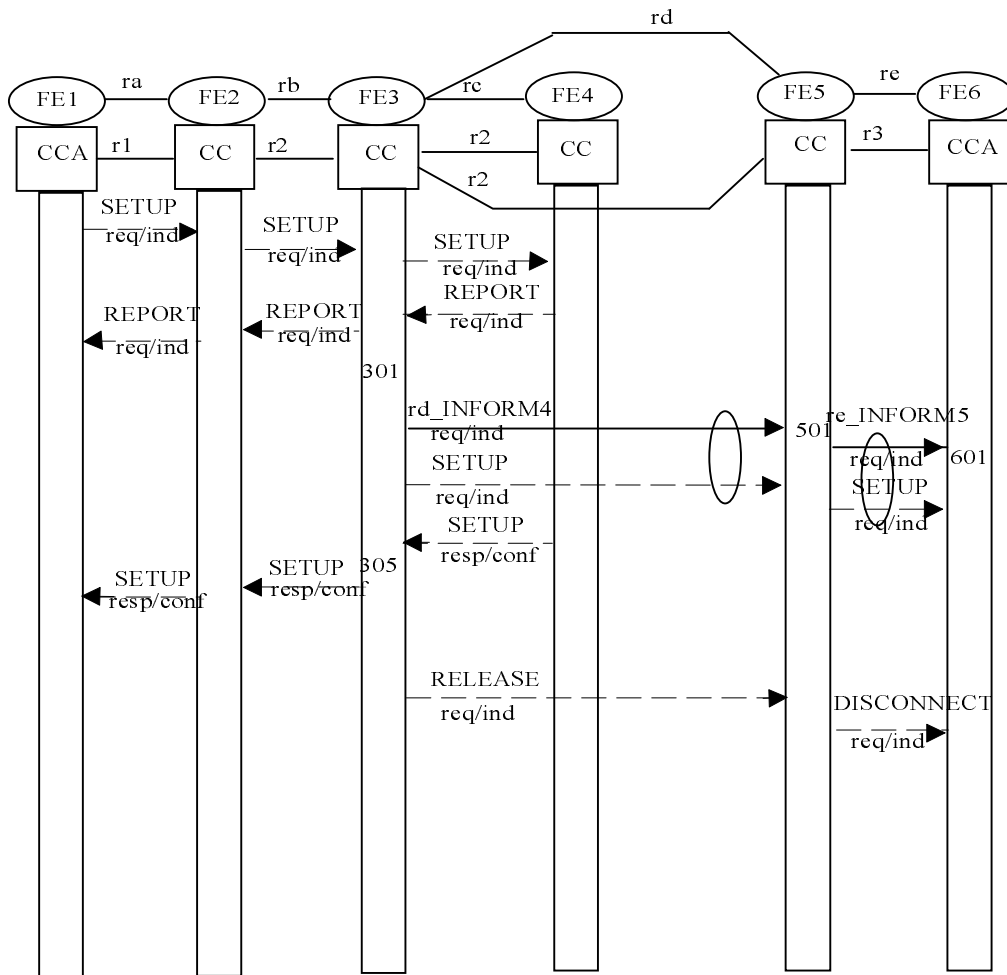 rd
ra
rb
rc
re
FE1
FE2
FE3
FE4
FE5
FE6
r1
r2
r2
r3
CCA
CC
CC
CC
CC
CCA
r2
SETUP
req/ind
SETUP
req/ind
SETUP
req/ind
REPORT
req/ind
REPORT
req/ind
REPORT
req/ind
301
rd_INFORM4
req/ind
501
re_INFORM5
req/ind
601
SETUP
req/ind
SETUP
req/ind
SETUP
resp/conf
305
SETUP
resp/conf
SETUP
resp/conf
RELEASE
req/ind
DISCONNECT
req/ind